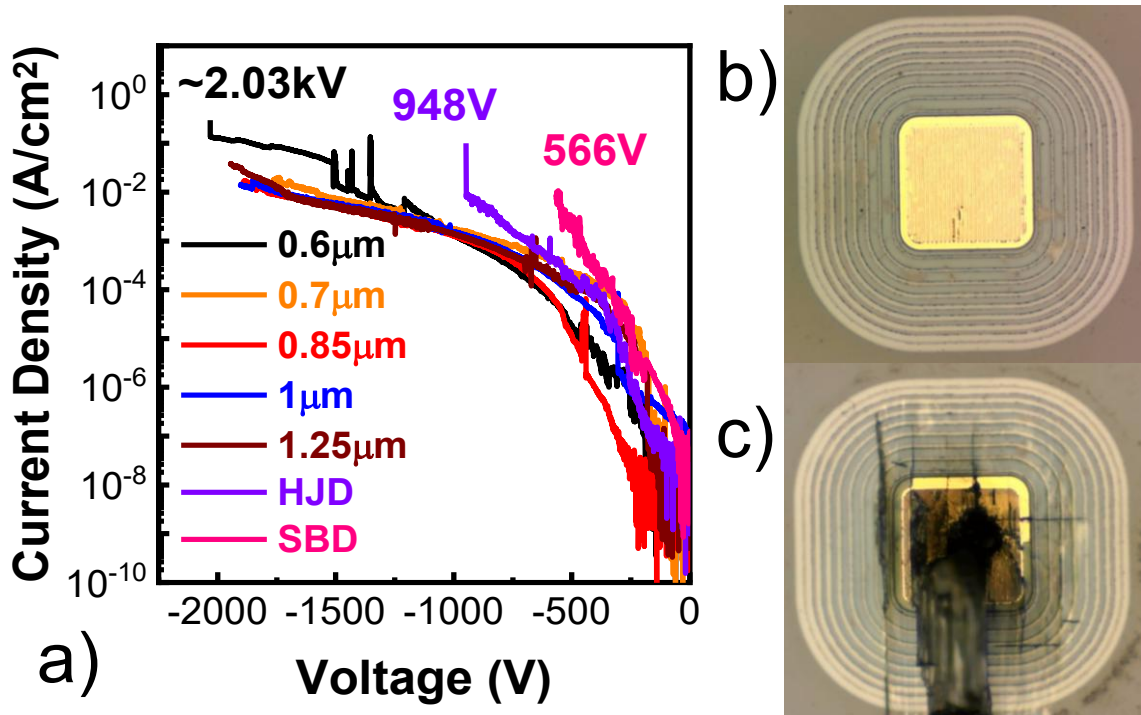 ~2.03kV
948V
566V
10⁰
10⁻²
10⁻⁴
10⁻⁶
10⁻⁸
10⁻¹⁰
Current Density (A/cm²)
0.6μm
0.7μm
0.85μm
1μm
1.25μm
HJD
SBD
-2000 -1500 -1000 -500 0
Voltage (V)
a)
b)
c)